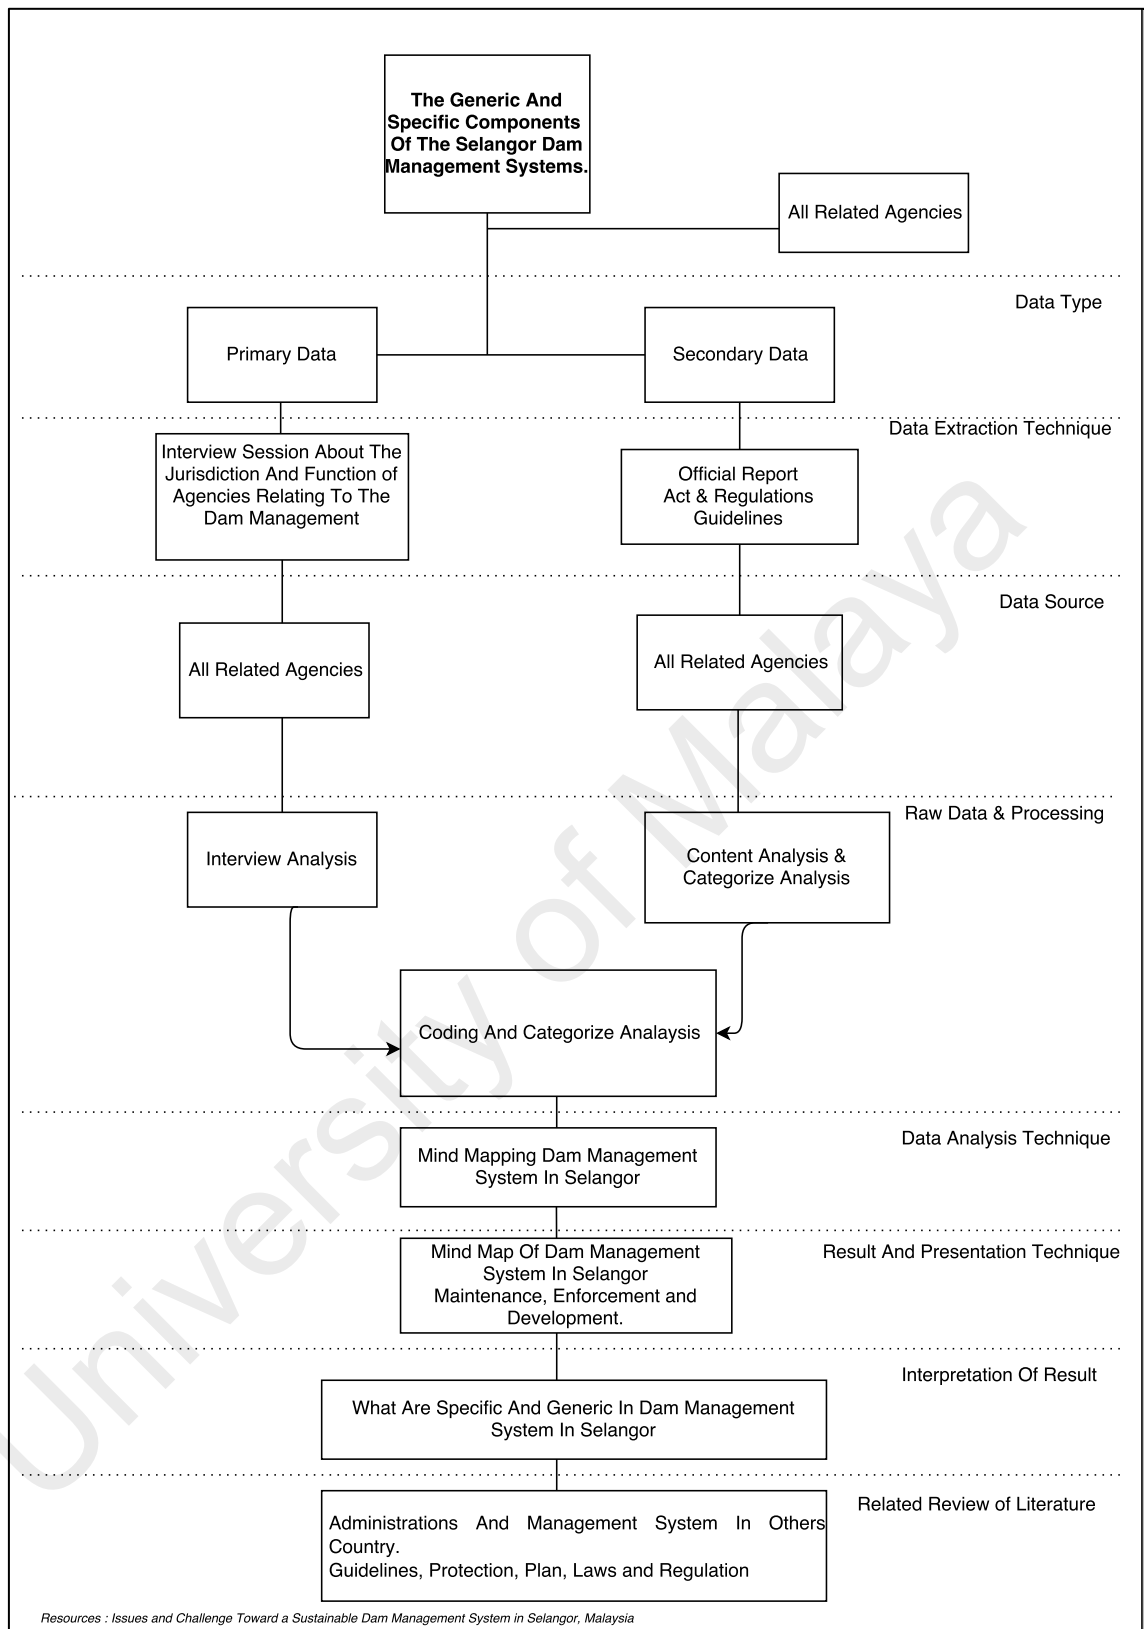 The Generic And
Specific Components
Of The Selangor Dam
Management Systems.
All Related Agencies
Data Type
Primary Data
Secondary Data
Data Extraction Technique
Interview Session About The
Jurisdiction And Function of
Agencies Relating To The
Dam Management
Official Report
Act & Regulations
Guidelines
Data Source
All Related Agencies
All Related Agencies
Raw Data & Processing
Interview Analysis
Content Analysis &
Categorize Analysis
Coding And Categorize Analaysis
Data Analysis Technique
Mind Mapping Dam Management
System In Selangor
Result And Presentation Technique
Mind Map Of Dam Management
System In Selangor
Maintenance, Enforcement and
Development.
Interpretation Of Result
What Are Specific And Generic In Dam Management
System In Selangor
Related Review of Literature
Administrations And Management System In Others
Country.
Guidelines, Protection, Plan, Laws and Regulation
Resources : Issues and Challenge Toward a Sustainable Dam Management System in Selangor, Malaysia
University of Malaya